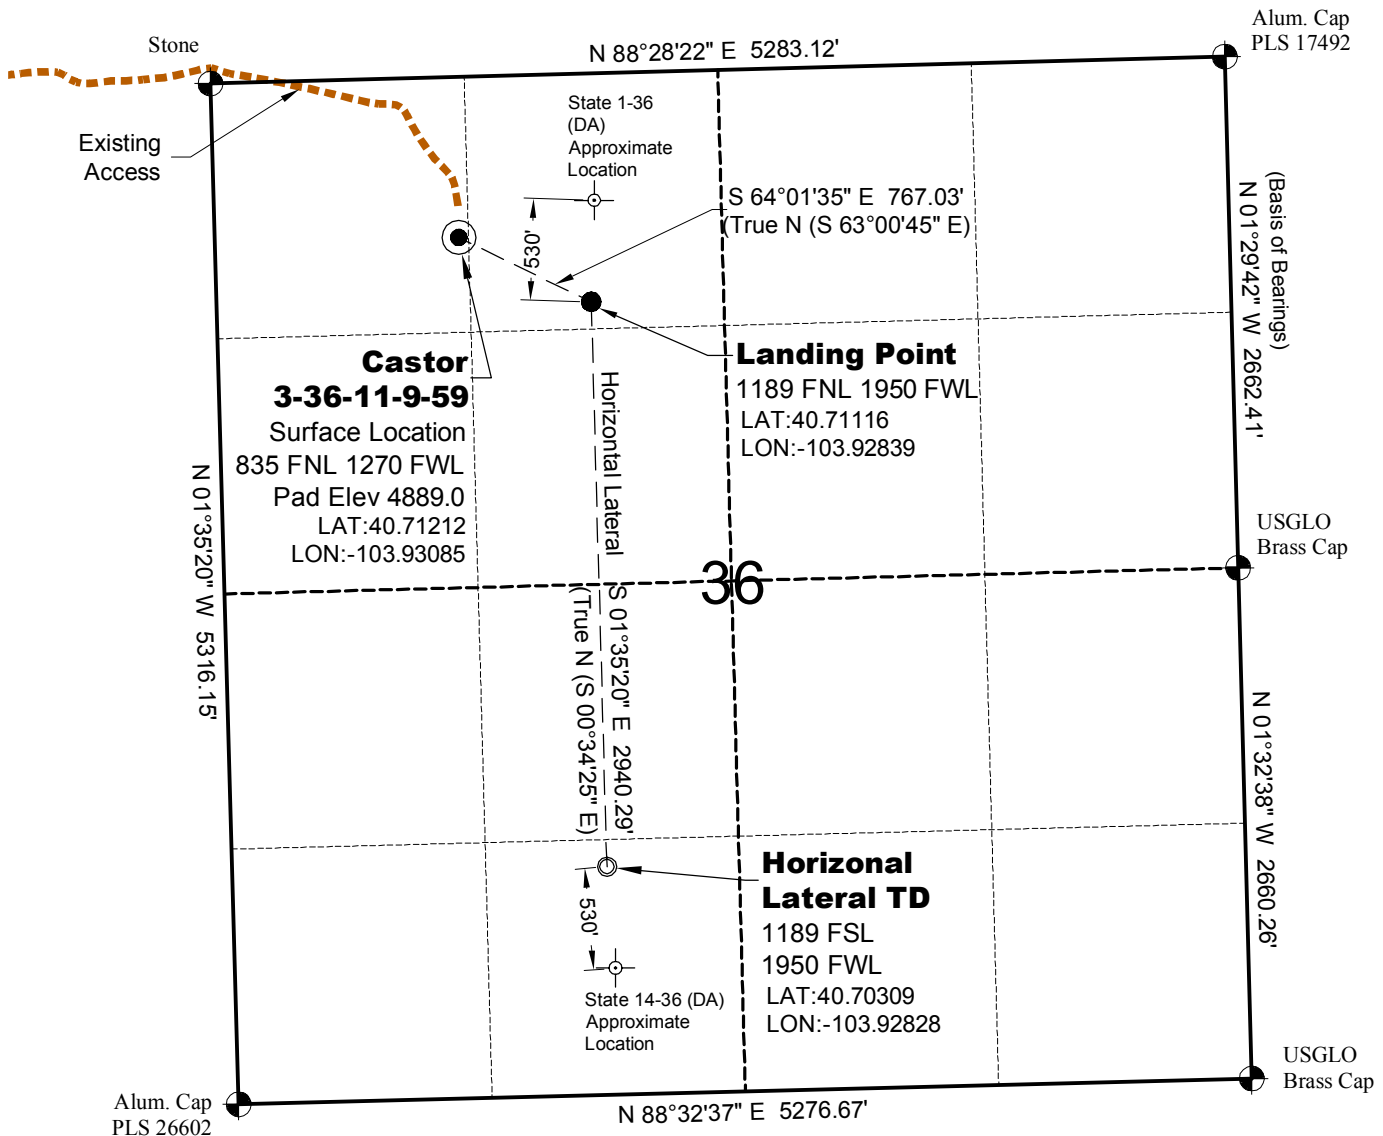 Alum. Cap
PLS 17492
Stone
N 88°28'22" E  5283.12'
State 1-36
(DA)
Approximate
Location
Existing
Access
S 64°01'35" E  767.03'
(True N (S 63°00'45" E)
530'
(Basis of Bearings)
N 01°29'42" W  2662.41'
Castor
3-36-11-9-59
Surface Location
835 FNL 1270 FWL
Pad Elev 4889.0
LAT:40.71212
LON:-103.93085
Landing Point
1189 FNL 1950 FWL
LAT:40.71116
LON:-103.92839
Horizontal Lateral
S 01°35'20" E  2940.29'
(True N (S 00°34'25" E)
N 01°35'20" W  5316.15'
USGLO
Brass Cap
36
N 01°32'38" W  2660.26'
Horizonal
Lateral TD
1189 FSL
1950 FWL
LAT:40.70309
LON:-103.92828
530'
State 14-36 (DA)
Approximate
Location
USGLO
Brass Cap
Alum. Cap
PLS 26602
N 88°32'37" E  5276.67'